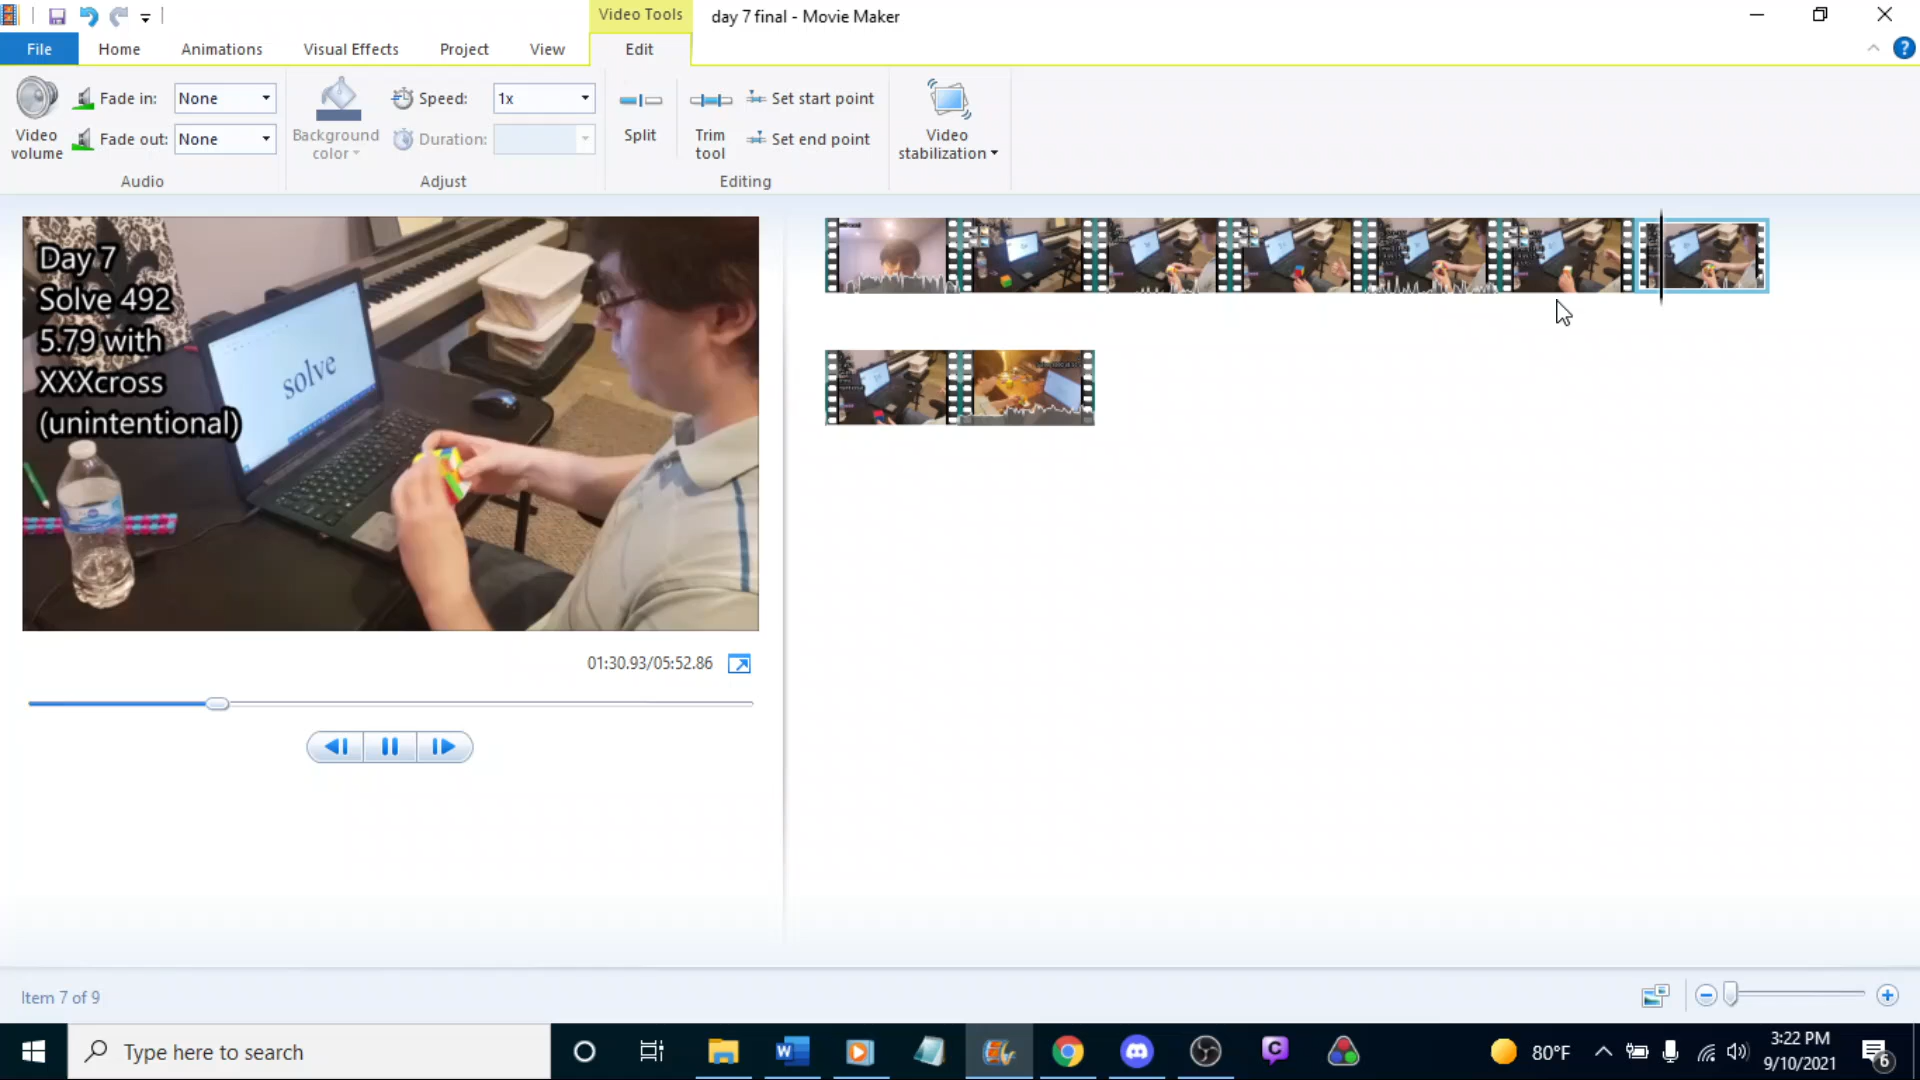 Video Tools
day 7 final - Movie Maker
File
Home
Animations
Visual Effects
Project
View
Edit
Video volume
Fade in: None
Fade out: None
Audio
Background color
Speed: 1x
Duration:
Adjust
Split
Trim tool
Set start point
Set end point
Editing
Video stabilization
Day 7
Solve 492
5.79 with
XXXcross
(unintentional)
solve
01:30.93/05:52.86
Item 7 of 9
Type here to search
80°F
3:22 PM
9/10/2021
6